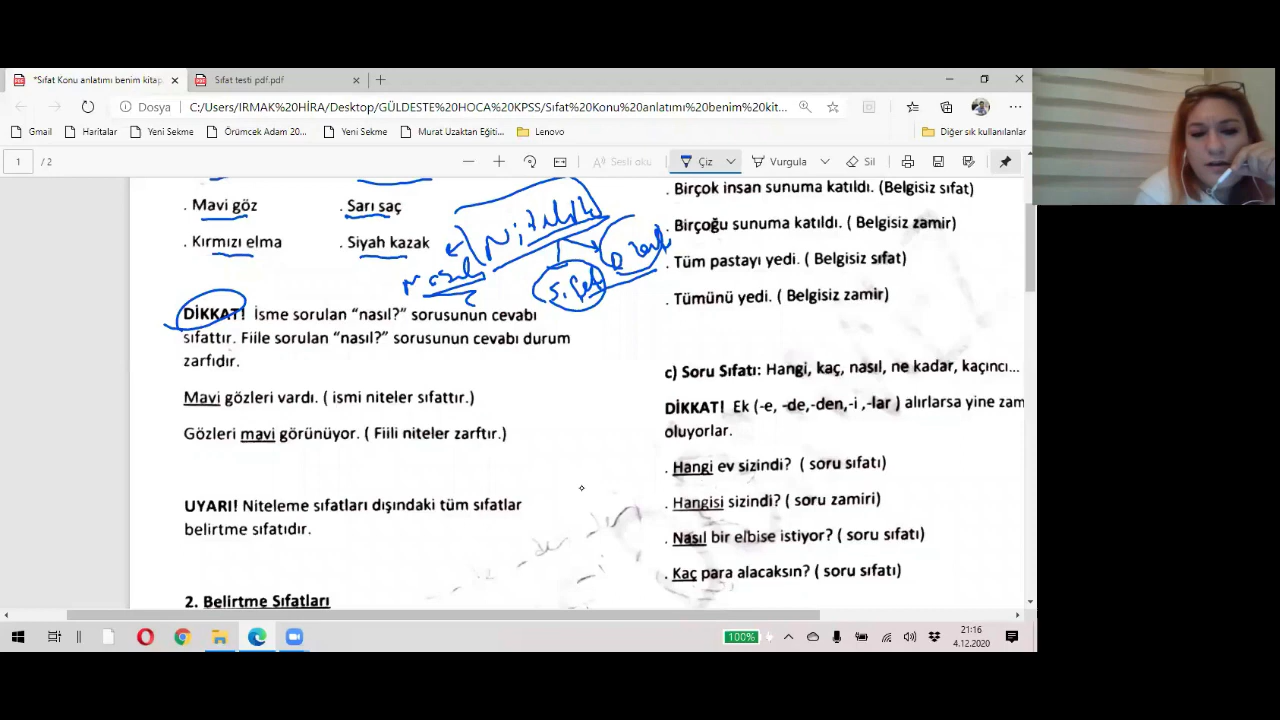 *Sıfat Konu anlatımı benim kitap.
Sıfat testi pdf.pdf
Dosya
C:/Users/IRMAK%20HİRA/Desktop/GÜLDESTE%20HOCA%20KPSS/Sıfat%20Konu%20anlatımı%20benim%20kit...
Gmail
Haritalar
Yeni Sekme
Örümcek Adam 20...
Yeni Sekme
Murat Uzaktan Eğiti...
Lenovo
Diğer sık kullanılanlar
1 / 2
Sesli oku
Çiz
Vurgula
Sil
. Mavi göz
. Sarı saç
. Kırmızı elma
. Siyah kazak
Nitelik
Nasıl
Sıfat
D zarf
DİKKAT! İsme sorulan “nasıl?” sorusunun cevabı
sıfattır. Fiile sorulan “nasıl?” sorusunun cevabı durum
zarfıdır.
Mavi gözleri vardı. ( ismi niteler sıfattır.)
Gözleri mavi görünüyor. ( Fiili niteler zarftır.)
UYARI! Niteleme sıfatları dışındaki tüm sıfatlar
belirtme sıfatıdır.
2. Belirtme Sıfatları
. Birçok insan sunuma katıldı. (Belgisiz sıfat)
. Birçoğu sunuma katıldı. ( Belgisiz zamir)
. Tüm pastayı yedi. ( Belgisiz sıfat)
. Tümünü yedi. ( Belgisiz zamir)
c) Soru Sıfatı: Hangi, kaç, nasıl, ne kadar, kaçıncı...
DİKKAT! Ek (-e, -de,-den,-i ,-lar ) alırlarsa yine zam
oluyorlar.
. Hangi ev sizindi? ( soru sıfatı)
. Hangisi sizindi? ( soru zamiri)
. Nasıl bir elbise istiyor? ( soru sıfatı)
. Kaç para alacaksın? ( soru sıfatı)
100%
21:16
4.12.2020